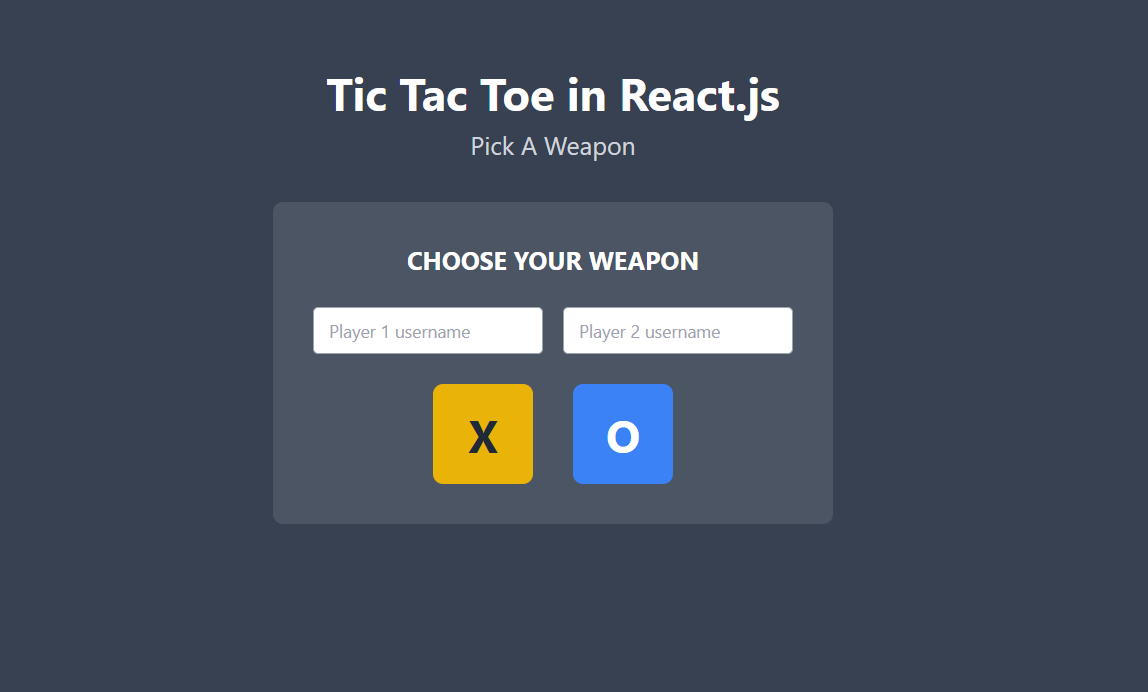 Tic Tac Toe in React.js
Pick A Weapon
CHOOSE YOUR WEAPON
Player 1 username Player 2 username
X O